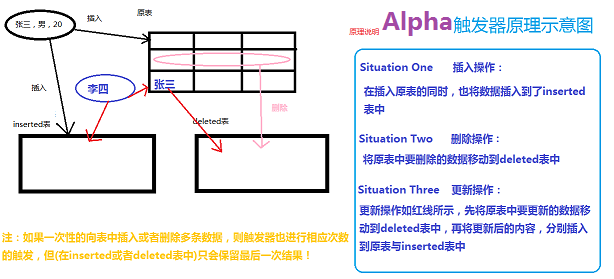 张三，男，20
插入
原表
原理说明 Alpha触发器原理示意图
李四
张三
插入
删除
inserted表
deleted表
Situation One 插入操作：
在插入原表的同时，也将数据插入到了inserted
表中
Situation Two 删除操作：
将原表中要删除的数据移动到deleted表中
Situation Three 更新操作：
更新操作如红线所示，先将原表中要更新的数据移
动到deleted表中，再将更新后的内容，分别插入
到原表与inserted表中
注：如果一次性的向表中插入或者删除多条数据，则触发器也进行相应次数
的触发，但(在inserted或者deleted表中)只会保留最后一次结果！